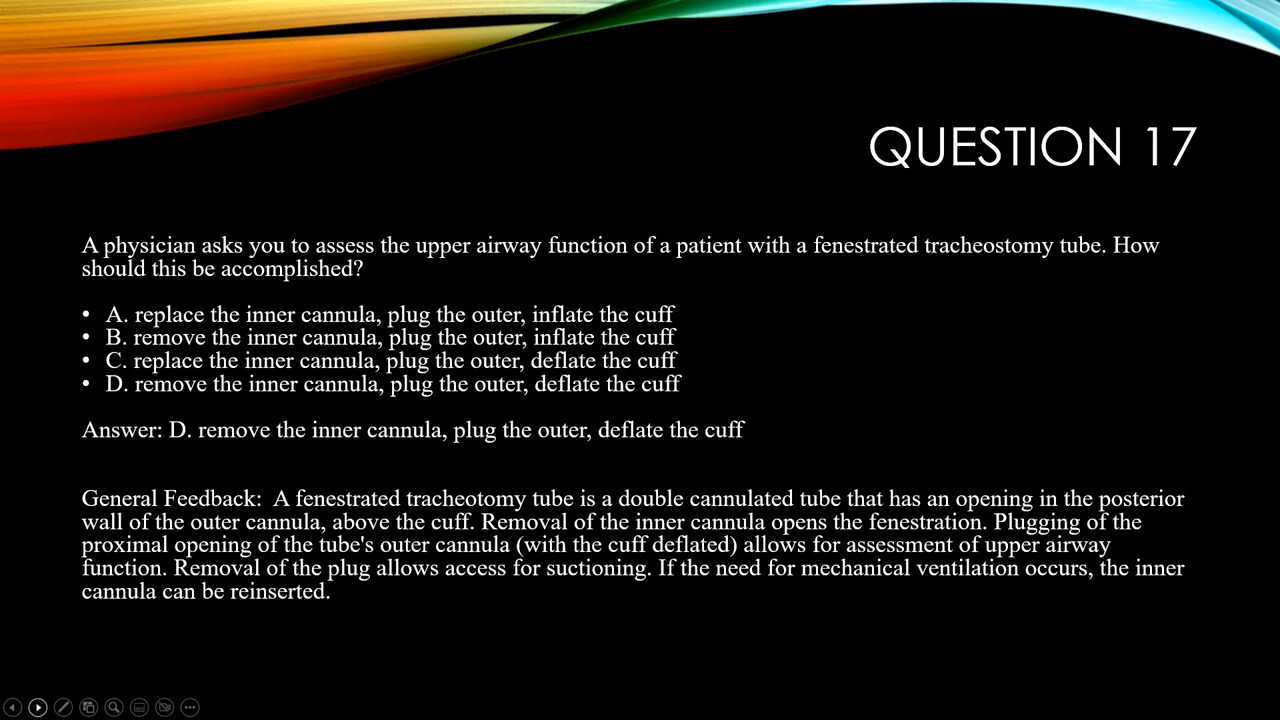 QUESTION 17
A physician asks you to assess the upper airway function of a patient with a fenestrated tracheostomy tube. How
should this be accomplished?
• A. replace the inner cannula, plug the outer, inflate the cuff
• B. remove the inner cannula, plug the outer, inflate the cuff
• C. replace the inner cannula, plug the outer, deflate the cuff
• D. remove the inner cannula, plug the outer, deflate the cuff
Answer: D. remove the inner cannula, plug the outer, deflate the cuff
General Feedback:  A fenestrated tracheotomy tube is a double cannulated tube that has an opening in the posterior
wall of the outer cannula, above the cuff. Removal of the inner cannula opens the fenestration. Plugging of the
proximal opening of the tube's outer cannula (with the cuff deflated) allows for assessment of upper airway
function. Removal of the plug allows access for suctioning. If the need for mechanical ventilation occurs, the inner
cannula can be reinserted.